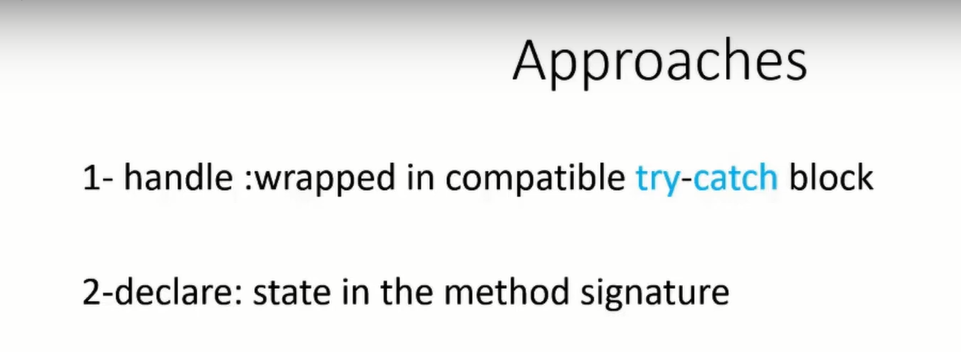 Approaches
1- handle :wrapped in compatible try-catch block
2-declare: state in the method signature